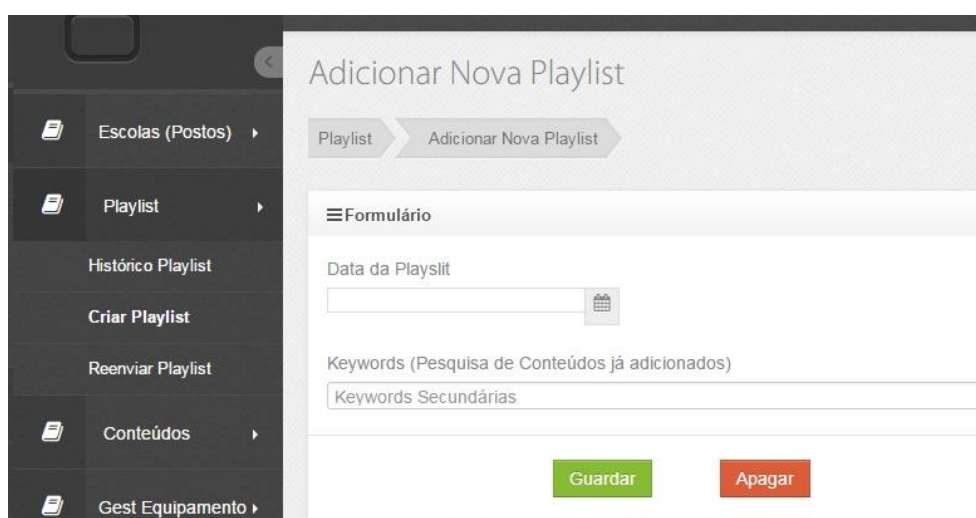 Escolas (Postos)
Playlist
Histórico Playlist
Criar Playlist
Reenviar Playlist
Conteúdos
Gest Equipamento
Adicionar Nova Playlist
Playlist
Adicionar Nova Playlist
Formulário
Data da Playslit
Keywords (Pesquisa de Conteúdos já adicionados)
Keywords Secundárias
Guardar
Apagar